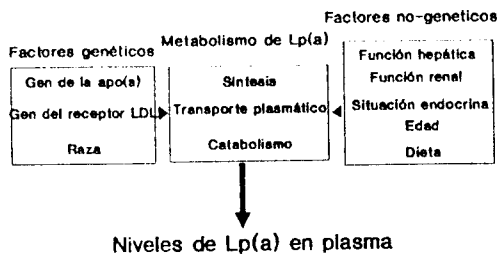 Factores genéticos
Gen de la apo(a)
Gen del receptor LDL
Raza
Metabolismo de Lp(a)
Síntesis
Transporte plasmático
Catabolismo
Factores no-geneticos
Función hepática
Función renal
Situación endocrina
Edad
Dieta
Niveles de Lp(a) en plasma